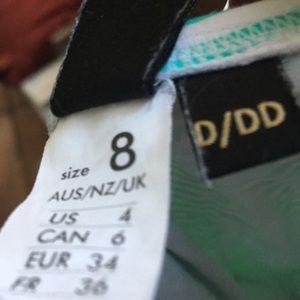 size 8
AUS/NZ/UK
US 4
CAN 6
EUR 34
FR 36
D/DD